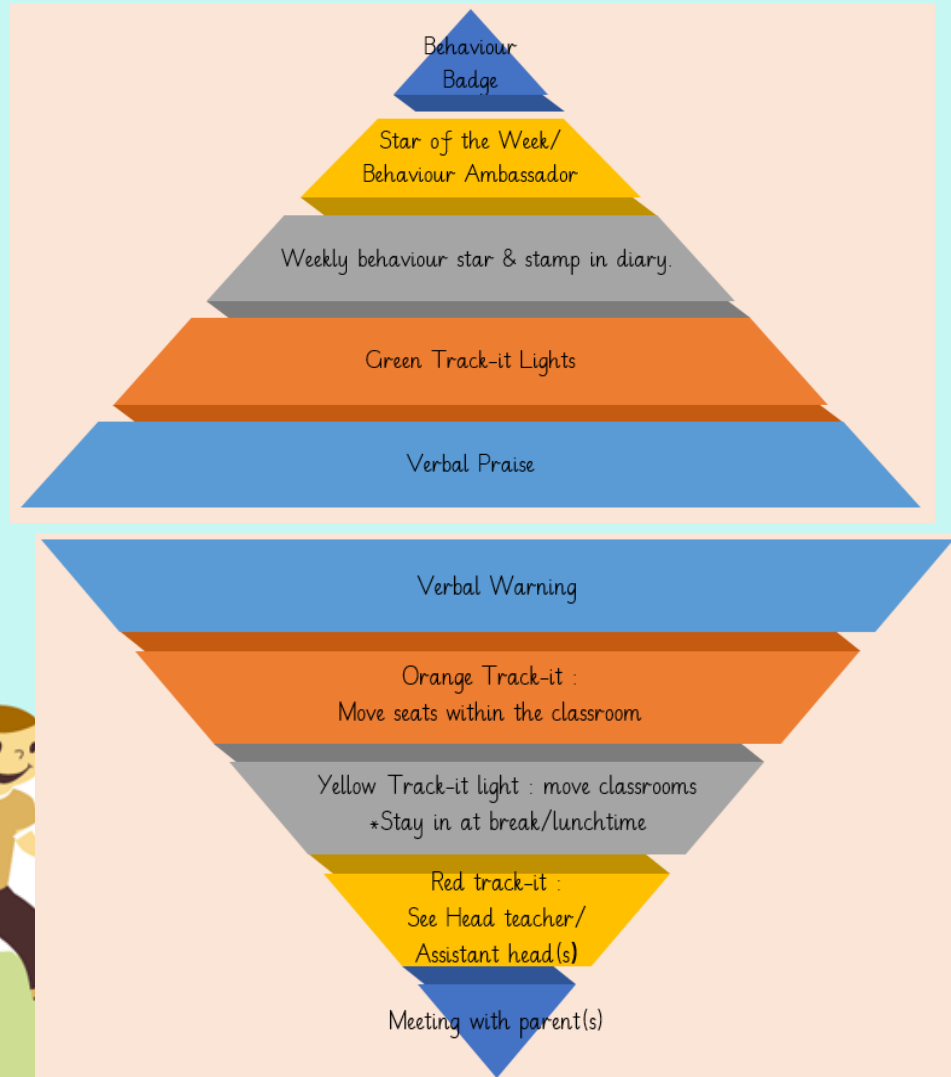 Behaviour
Badge
Star of the Week/
Behaviour Ambassador
Weekly behaviour star & stamp in diary.
Green Track-it Lights
Verbal Praise
Verbal Warning
Orange Track-it :
Move seats within the classroom
Yellow Track-it light : move classrooms
*Stay in at break/lunchtime
Red track-it :
See Head teacher/
Assistant head(s)
Meeting with parent(s)